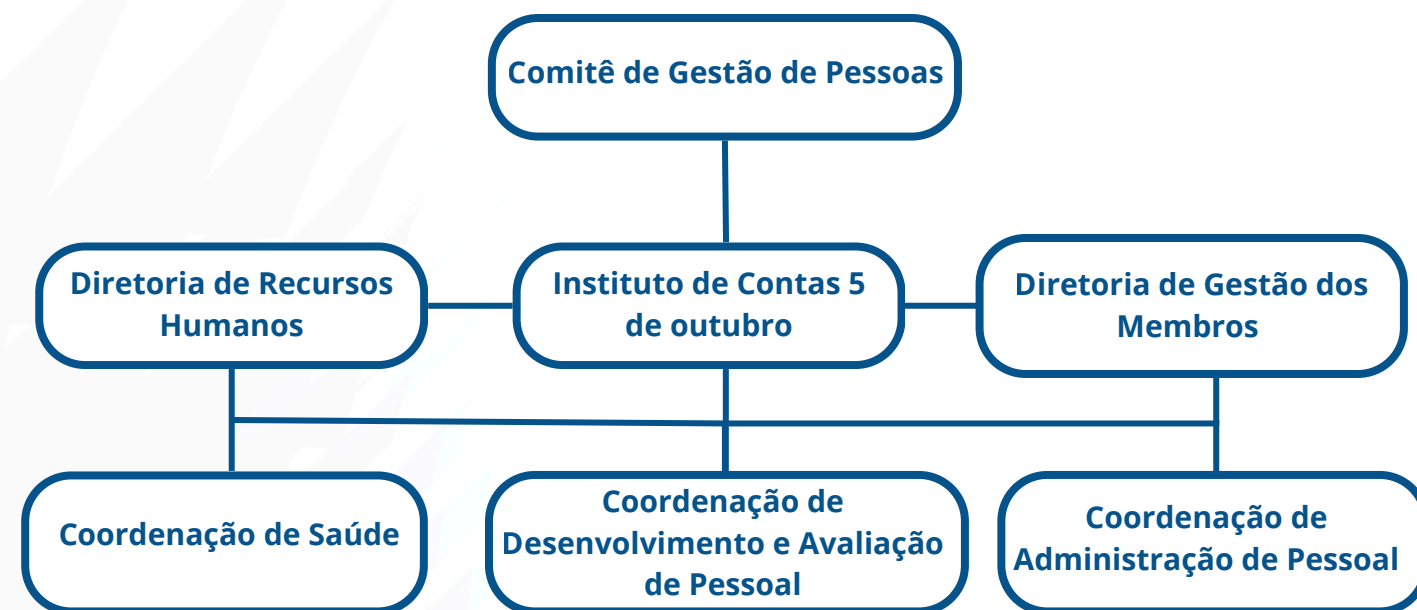 Comitê de Gestão de Pessoas
Diretoria de Recursos
Humanos
Instituto de Contas 5
de outubro
Diretoria de Gestão dos
Membros
Coordenação de Saúde
Coordenação de
Desenvolvimento e Avaliação
de Pessoal
Coordenação de
Administração de Pessoal